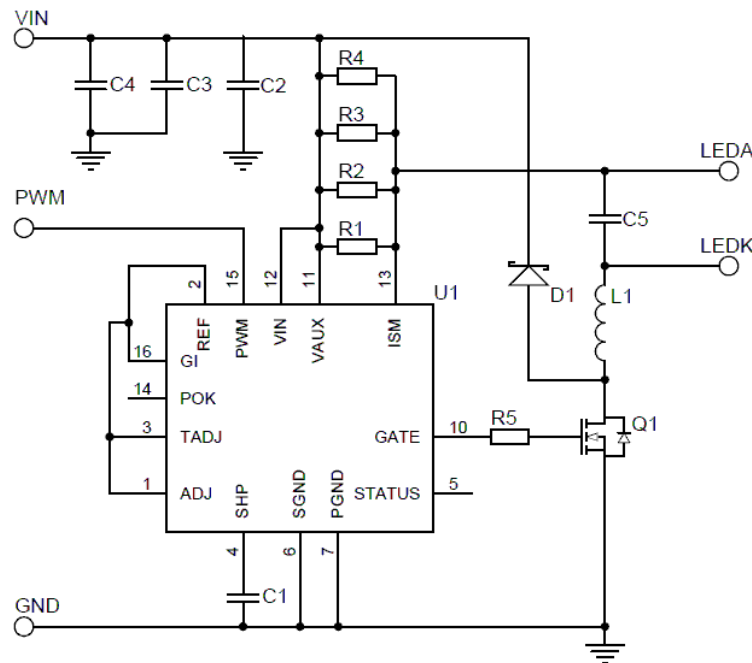 VIN
R4
C4
C3
C2
R3
LEDA
R2
PWM
C5
R1
LEDK
2
15
12
11
13
U1
D1
L1
REF
PWM
VIN
VAUX
ISM
16
GI
14
POK
R5
Q1
3
TADJ
GATE
10
1
ADJ
SHP
SGND
PGND
STATUS
5
4
6
7
C1
GND